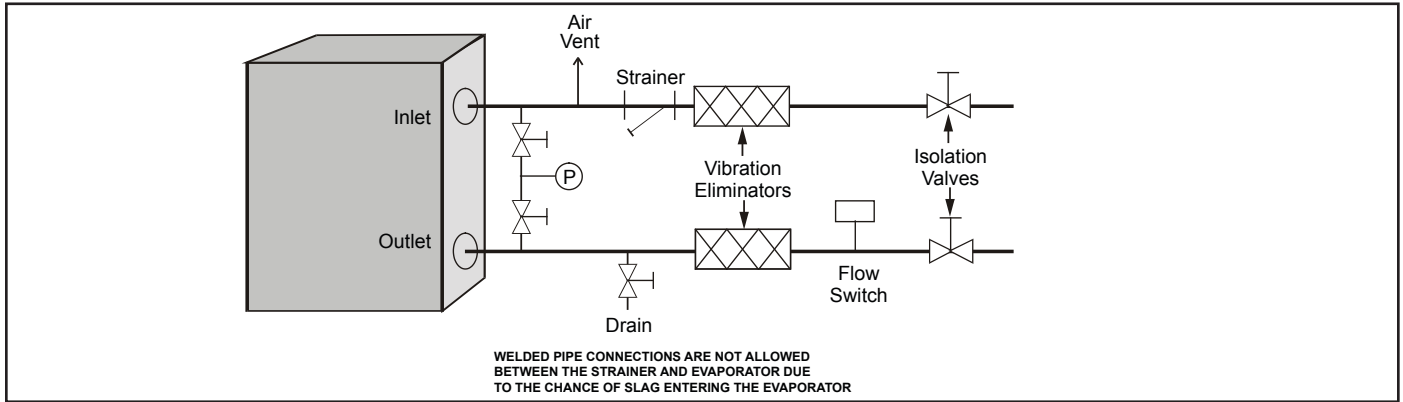 Air
Vent
Strainer
Inlet
Isolation
Valves
Vibration
Eliminators
P
Outlet
Flow
Switch
Drain
WELDED PIPE CONNECTIONS ARE NOT ALLOWED
BETWEEN THE STRAINER AND EVAPORATOR DUE
TO THE CHANCE OF SLAG ENTERING THE EVAPORATOR